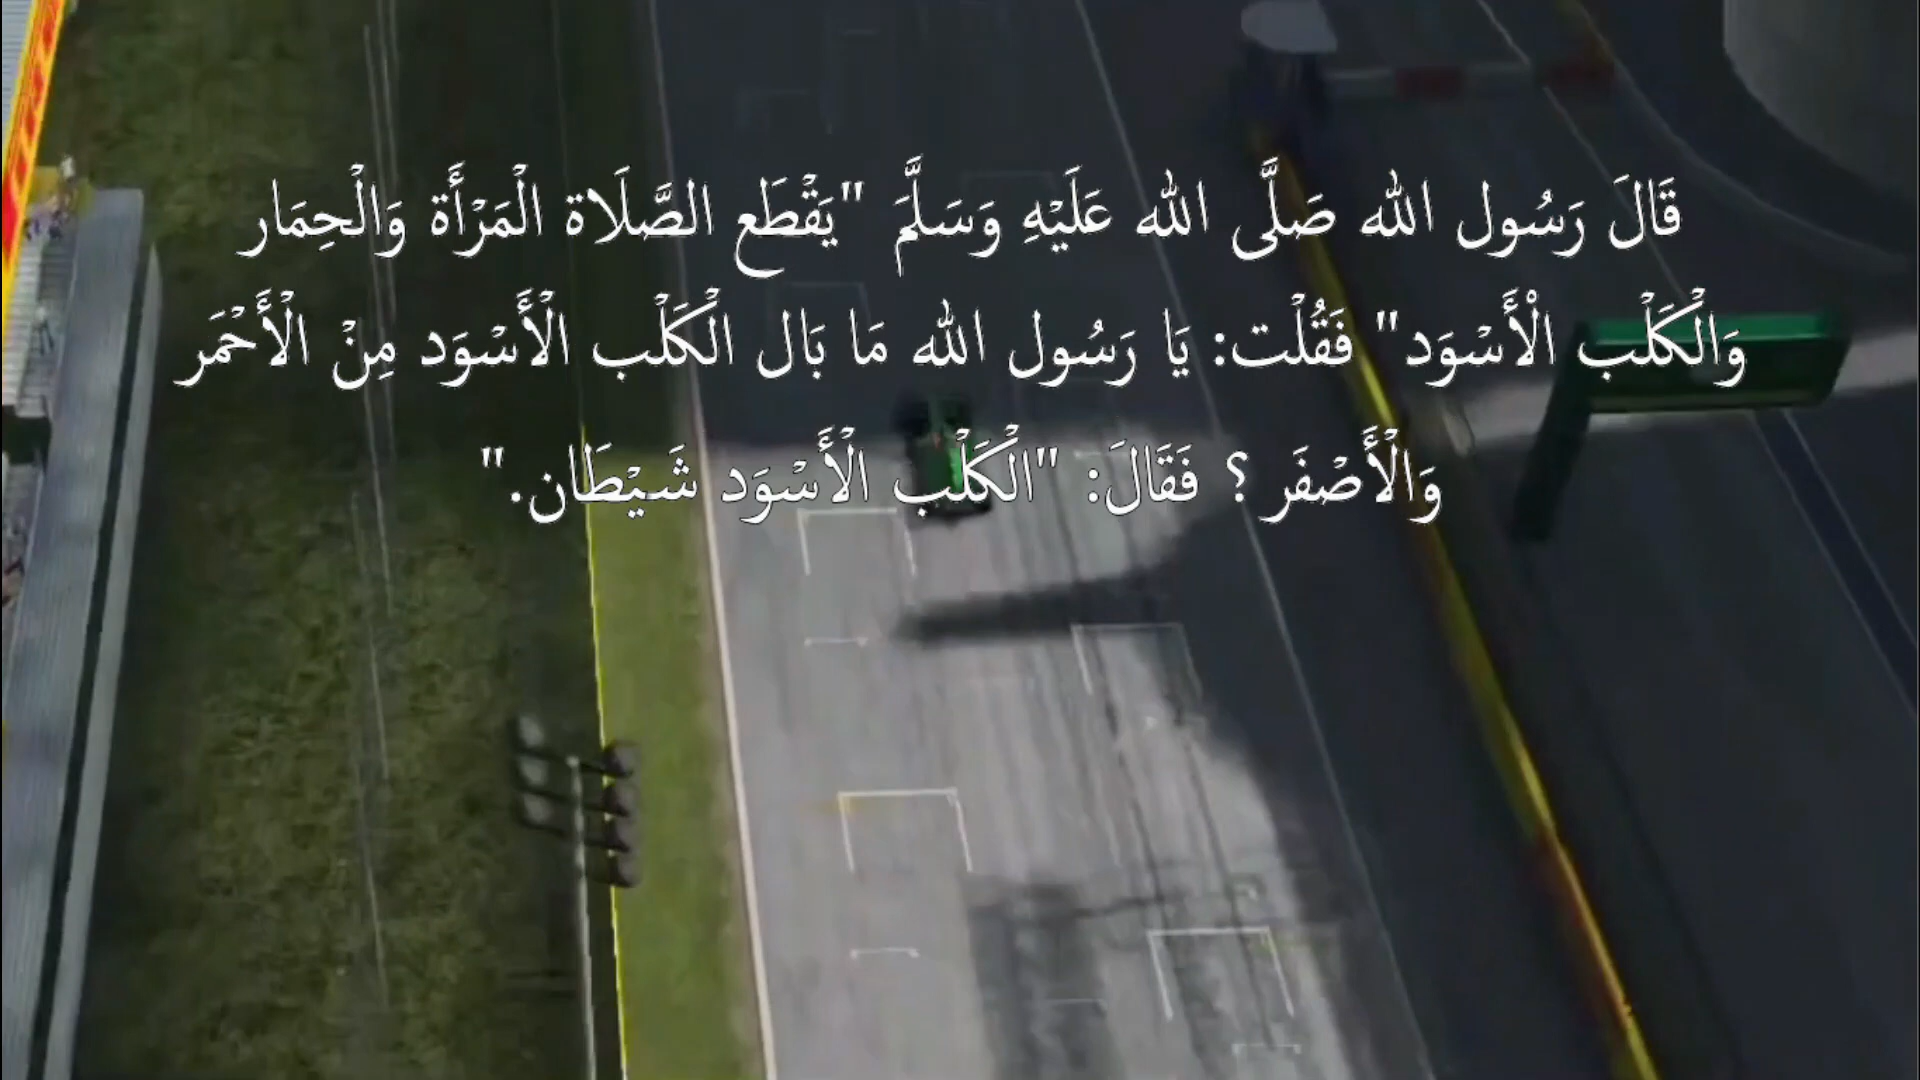 قَالَ رَسُول الله صَلَّى الله عَلَيْهِ وَسَلَّمَ "يَقْطَع الصَّلَاة الْمَرْأَة وَالْحِمَار
وَالْكَلْب الْأَسْوَد" فَقُلْت: يَا رَسُول الله مَا بَال الْكَلْب الْأَسْوَد مِنْ الْأَحْمَر
وَالْأَصْفَر ؟ فَقَالَ: "الْكَلْب الْأَسْوَد شَيْطَان."